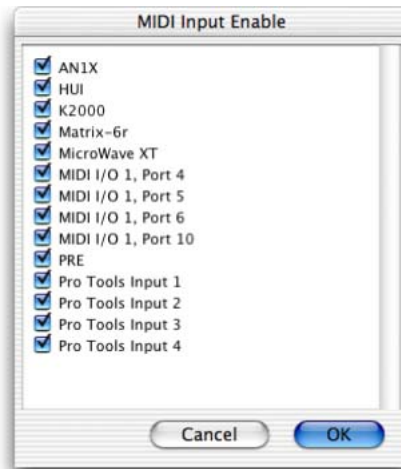 MIDI Input Enable
AN1X
HUI
K2000
Matrix-6r
MicroWave XT
MIDI I/O 1, Port 4
MIDI I/O 1, Port 5
MIDI I/O 1, Port 6
MIDI I/O 1, Port 10
PRE
Pro Tools Input 1
Pro Tools Input 2
Pro Tools Input 3
Pro Tools Input 4
Cancel OK